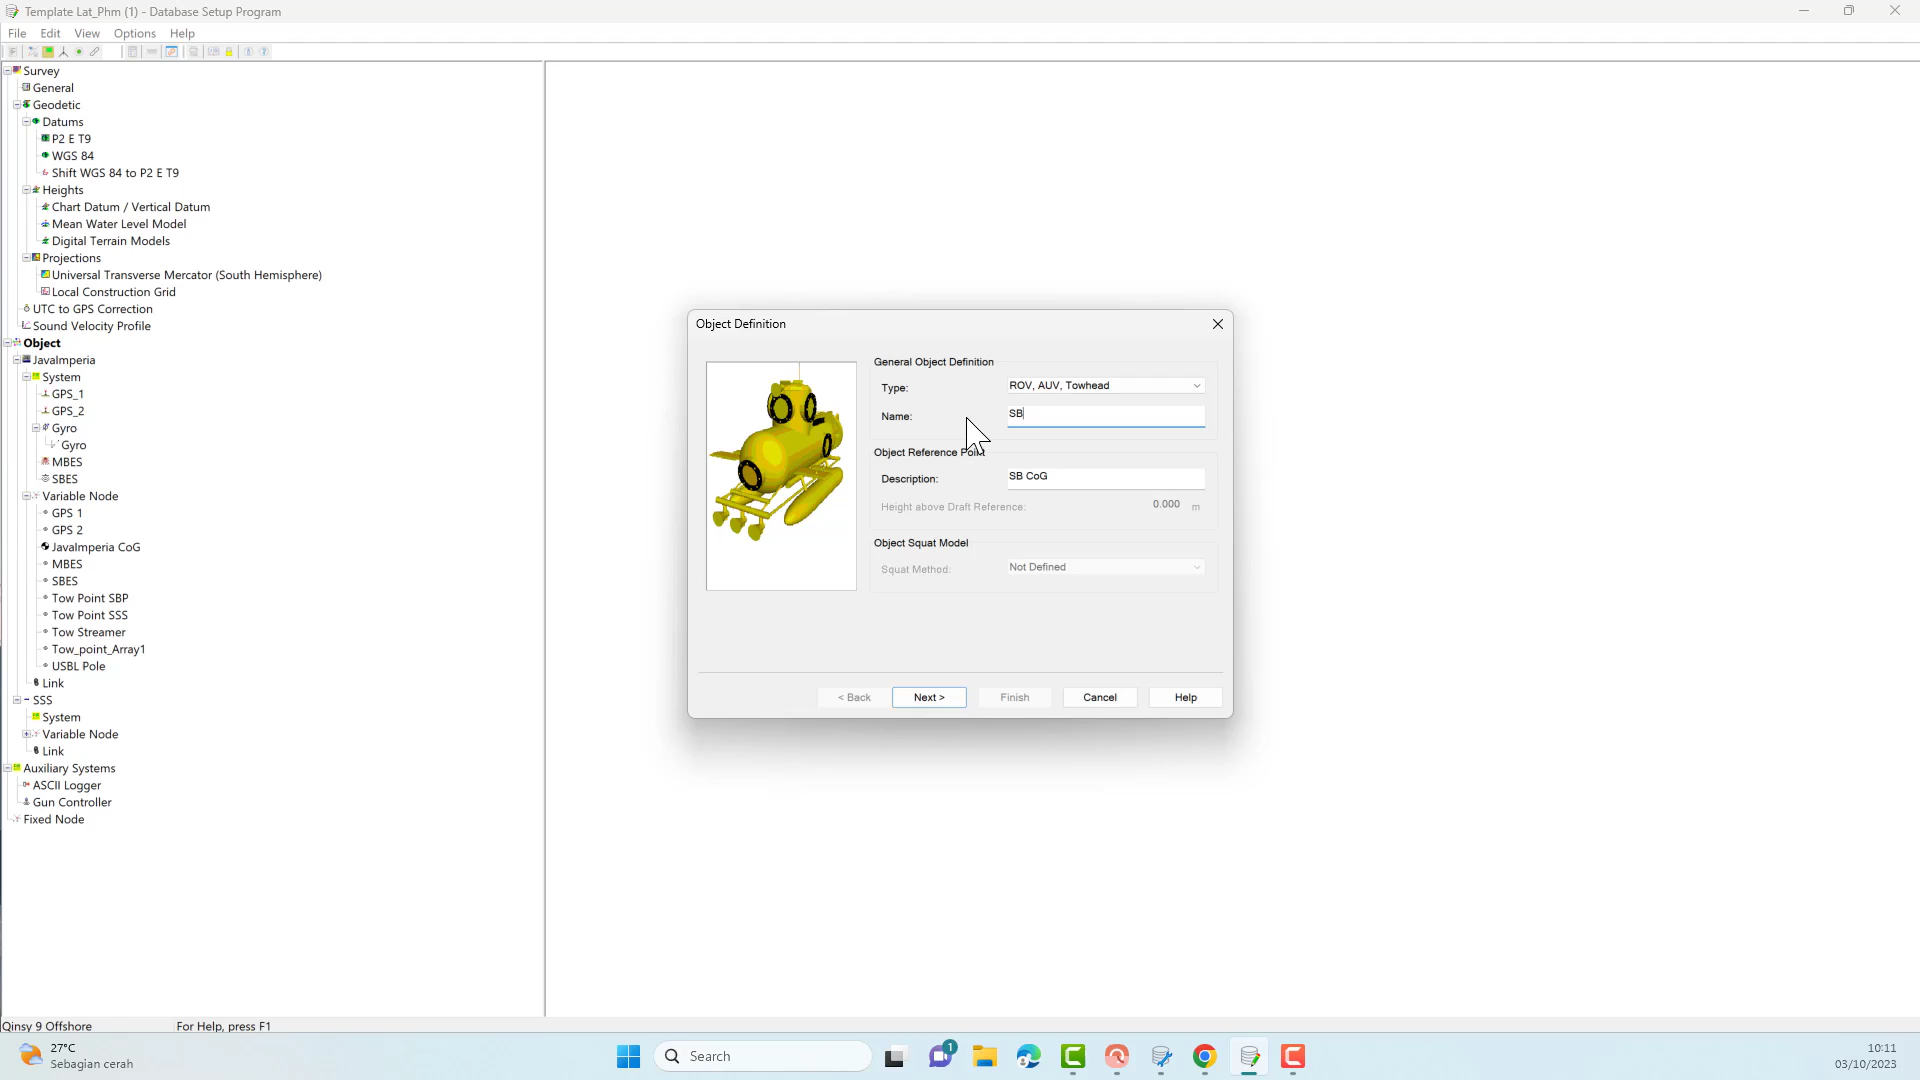 Template Lat_Phm (1) - Database Setup Program
File Edit View Options Help
Survey
General
Geodetic
Datums
P2 E T9
WGS 84
Shift WGS 84 to P2 E T9
Heights
Chart Datum / Vertical Datum
Mean Water Level Model
Digital Terrain Models
Projections
Universal Transverse Mercator (South Hemisphere)
Local Construction Grid
UTC to GPS Correction
Sound Velocity Profile
Object
JavaImperia
System
GPS_1
GPS_2
Gyro
Gyro
MBES
SBES
Variable Node
GPS 1
GPS 2
JavaImperia CoG
MBES
SBES
Tow Point SBP
Tow Point SSS
Tow Streamer
Tow_point_Array1
USBL Pole
Link
SSS
System
Variable Node
Link
Auxiliary Systems
ASCII Logger
Gun Controller
Fixed Node
Object Definition
General Object Definition
Type: ROV, AUV, Towhead
Name: SB
Object Reference Point
Description: SB CoG
Height above Draft Reference: 0.000 m
Object Squat Model
Squat Method: Not Defined
< Back Next > Finish Cancel Help
Qinsy 9 Offshore For Help, press F1
27°C
Sebagian cerah
Search
1
10:11
03/10/2023